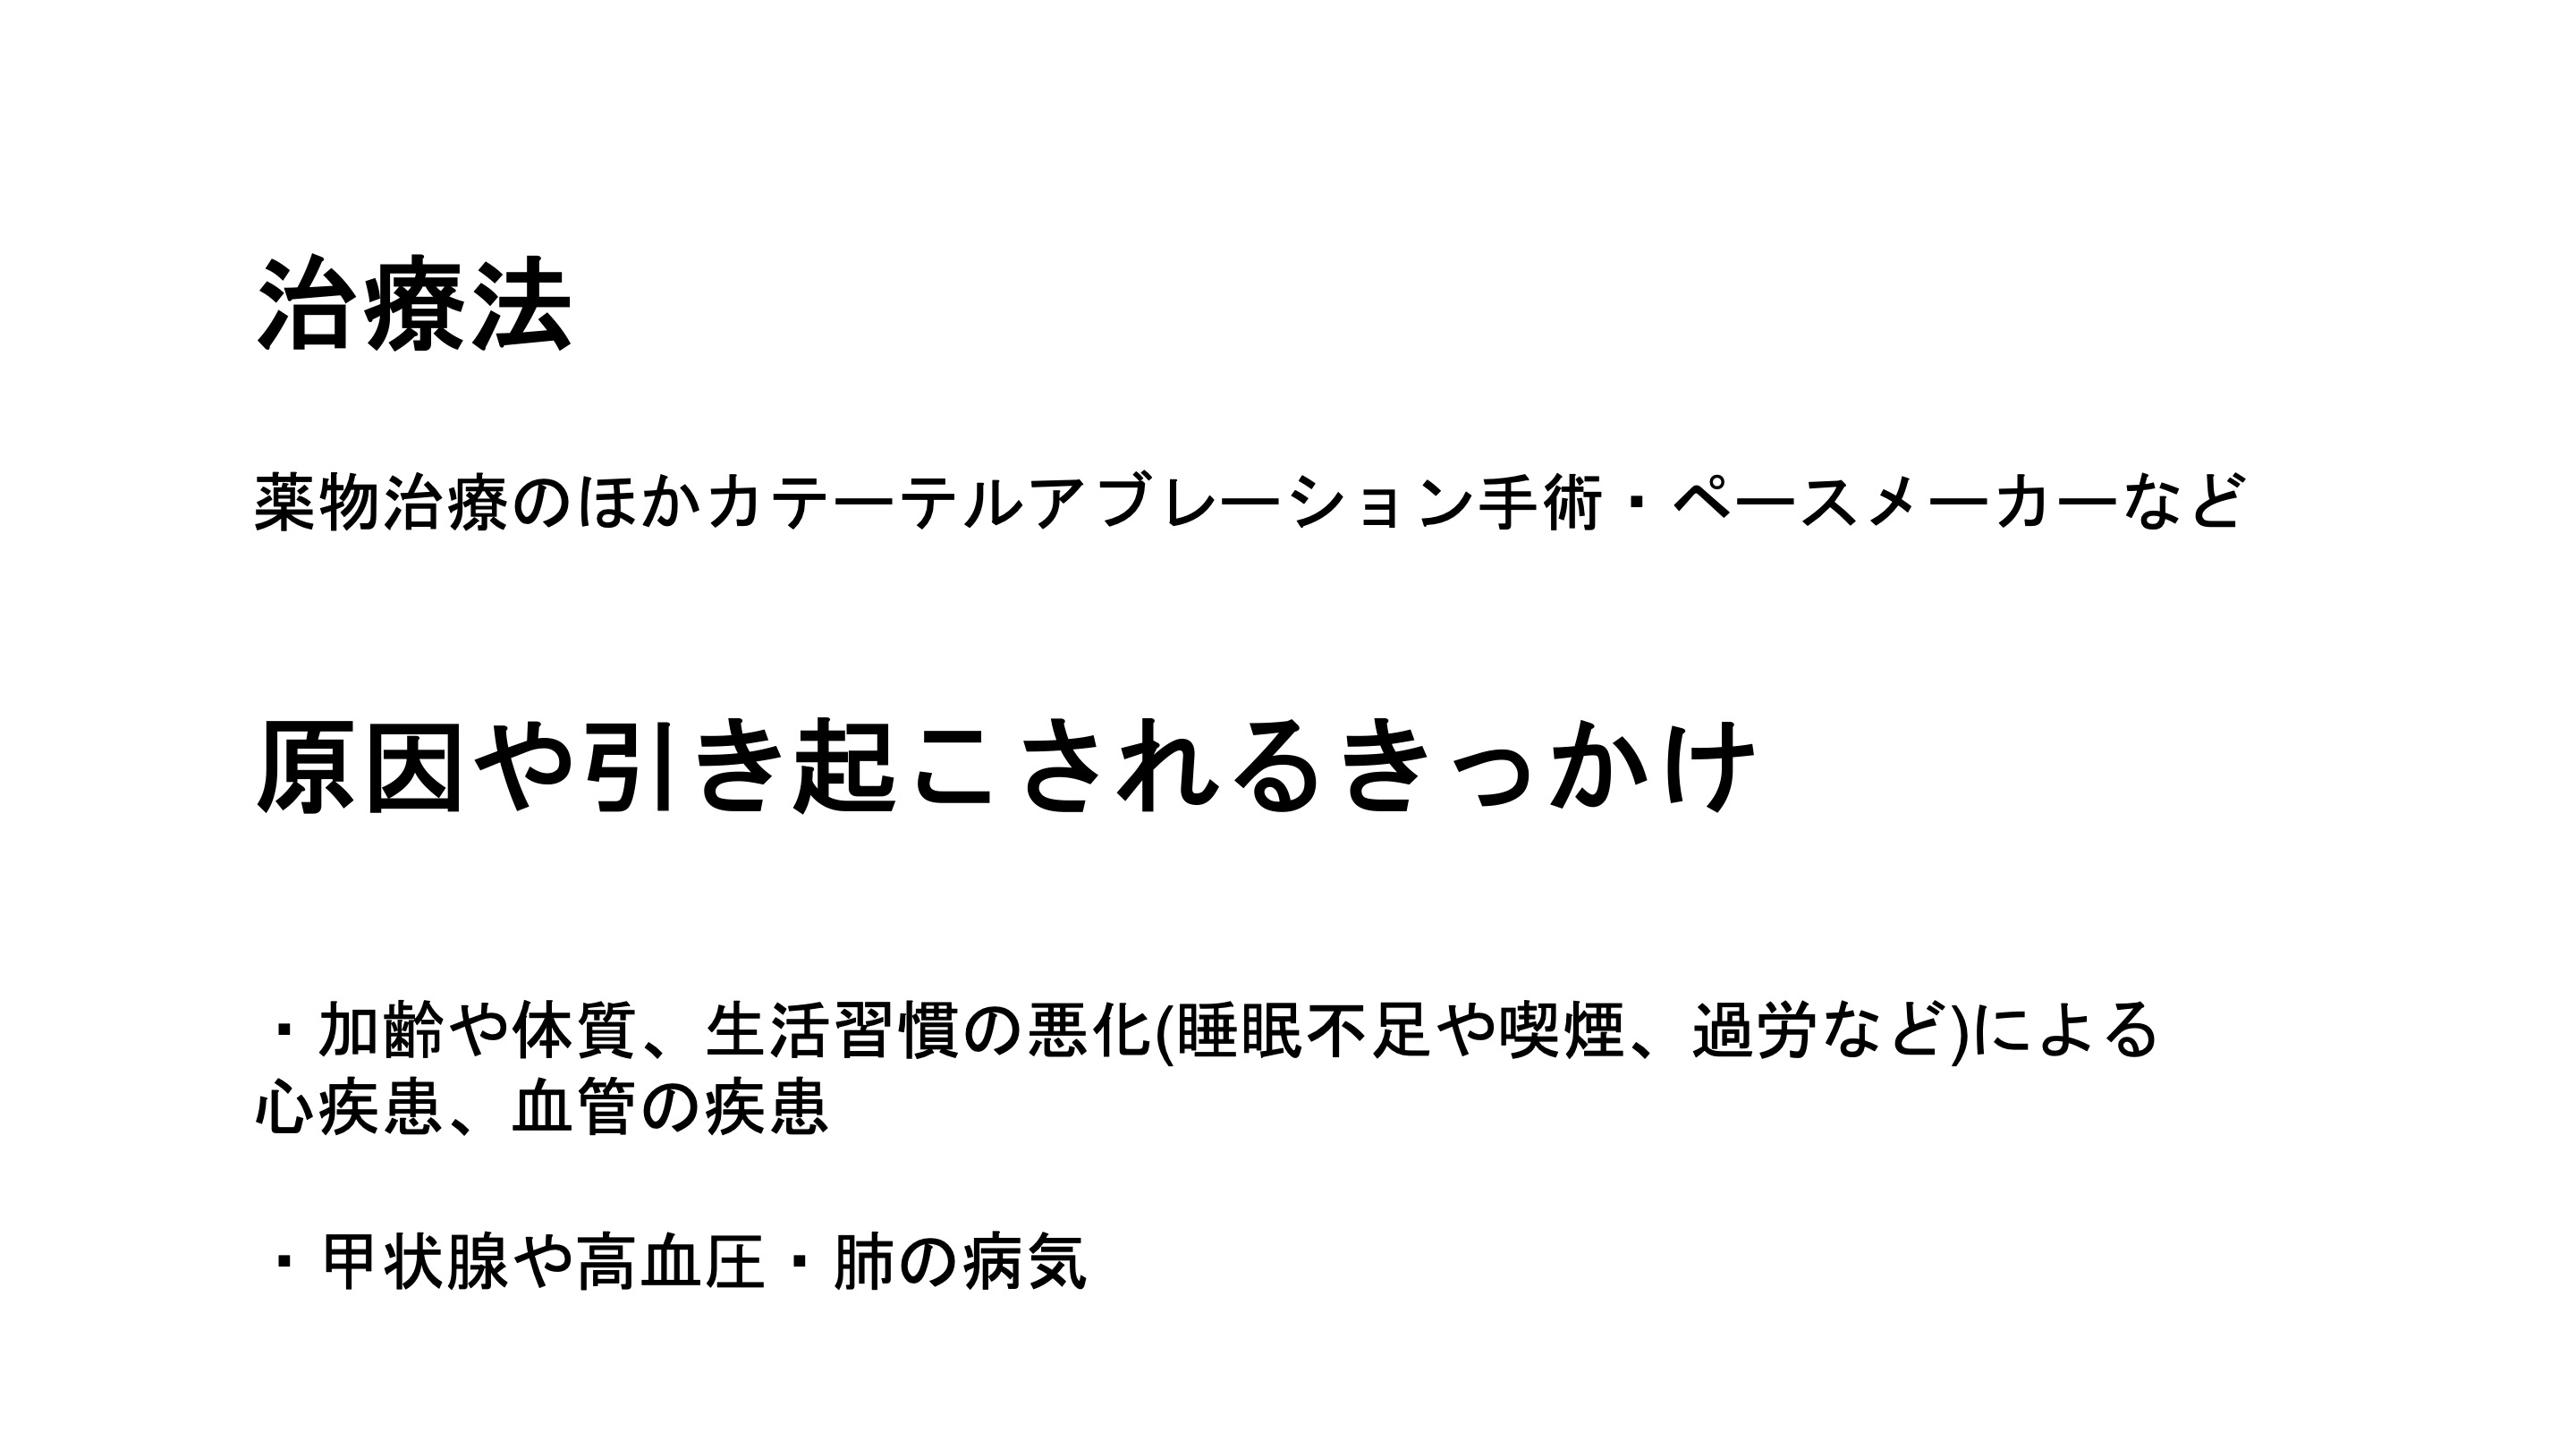 治療法
薬物治療のほかカテーテルアブレーション手術・ペースメーカーなど
原因や引き起こされるきっかけ
・加齢や体質、生活習慣の悪化(睡眠不足や喫煙、過労など)による
心疾患、血管の疾患
・甲状腺や高血圧・肺の病気